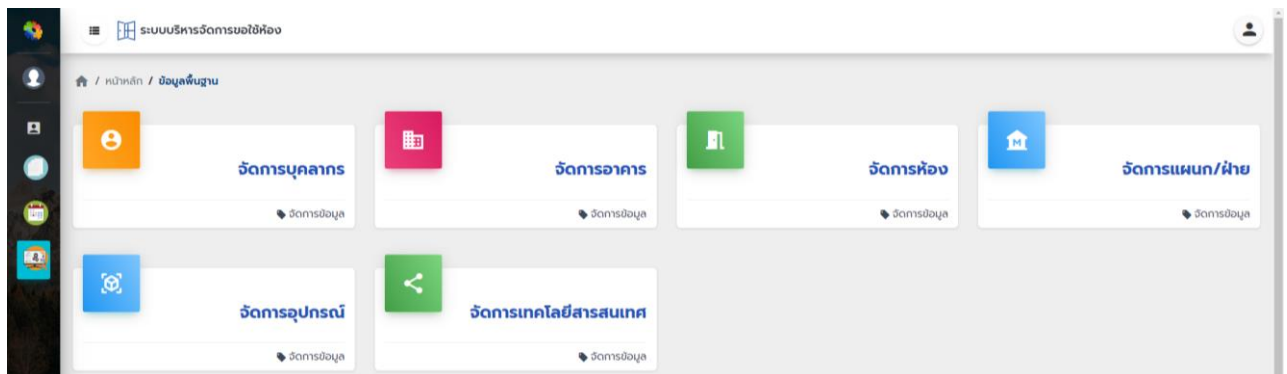 ระบบบริหารจัดการขอใช้ห้อง
/ หน้าหลัก / ข้อมูลพื้นฐาน
จัดการบุคลากร
จัดการข้อมูล
จัดการอาคาร
จัดการข้อมูล
จัดการห้อง
จัดการข้อมูล
M
จัดการแผนก/ฝ่าย
จัดการข้อมูล
จัดการอุปกรณ์
จัดการข้อมูล
จัดการเทคโลยีสารสนเทศ
จัดการข้อมูล